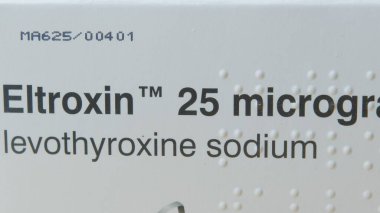 MA625/00401
Eltroxin™ 25 microgra
levothyroxine sodium